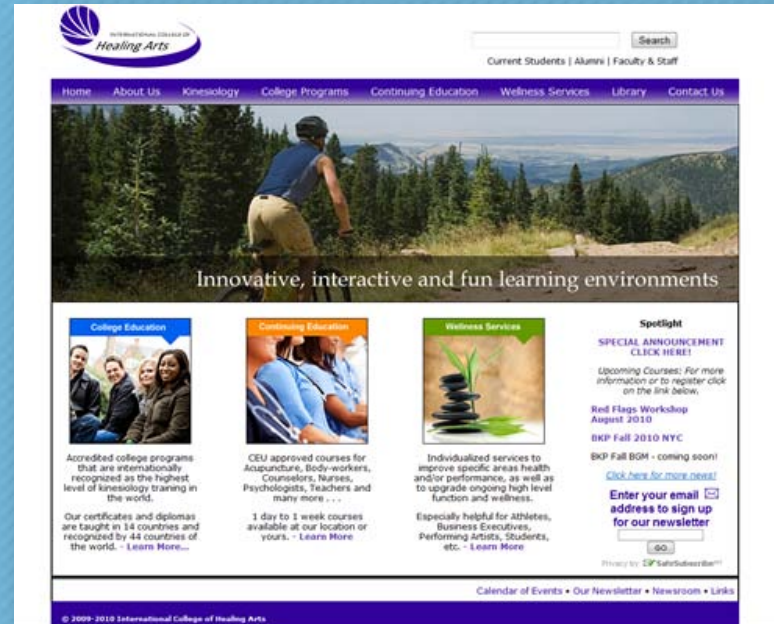 INTERNATIONAL COLLEGE OF
Healing Arts
Search
Current Students | Alumni | Faculty & Staff
Home About Us Kinesiology College Programs Continuing Education Wellness Services Library Contact Us
Innovative, interactive and fun learning environments
College Education
Accredited college programs
that are internationally
recognized as the highest
level of kinesiology training in
the world.
Our certificates and diplomas
are taught in 14 countries and
recognized by 44 countries of
the world. - Learn More...
Continuing Education
CEU approved courses for
Acupuncture, Body-workers,
Counselors, Nurses,
Psychologists, Teachers and
many more . . .
1 day to 1 week courses
available at our location or
yours. - Learn More
Wellness Services
Individualized services to
improve specific areas health
and/or performance, as well as
to upgrade ongoing high level
function and wellness.
Especially helpful for Athletes,
Business Executives,
Performing Artists, Students,
etc. - Learn More
Spotlight
SPECIAL ANNOUNCEMENT
CLICK HERE!
Upcoming Courses: For more
information or to register click
on the link below.
Red Flags Workshop
August 2010
BKP Fall 2010 NYC
BKP Fall BGM - coming soon!
Click here for more news!
Enter your email
address to sign up
for our newsletter
GO
Privacy by SafeSubscribe
Calendar of Events • Our Newsletter • Newsroom • Links
© 2009-2010 International College of Healing Arts